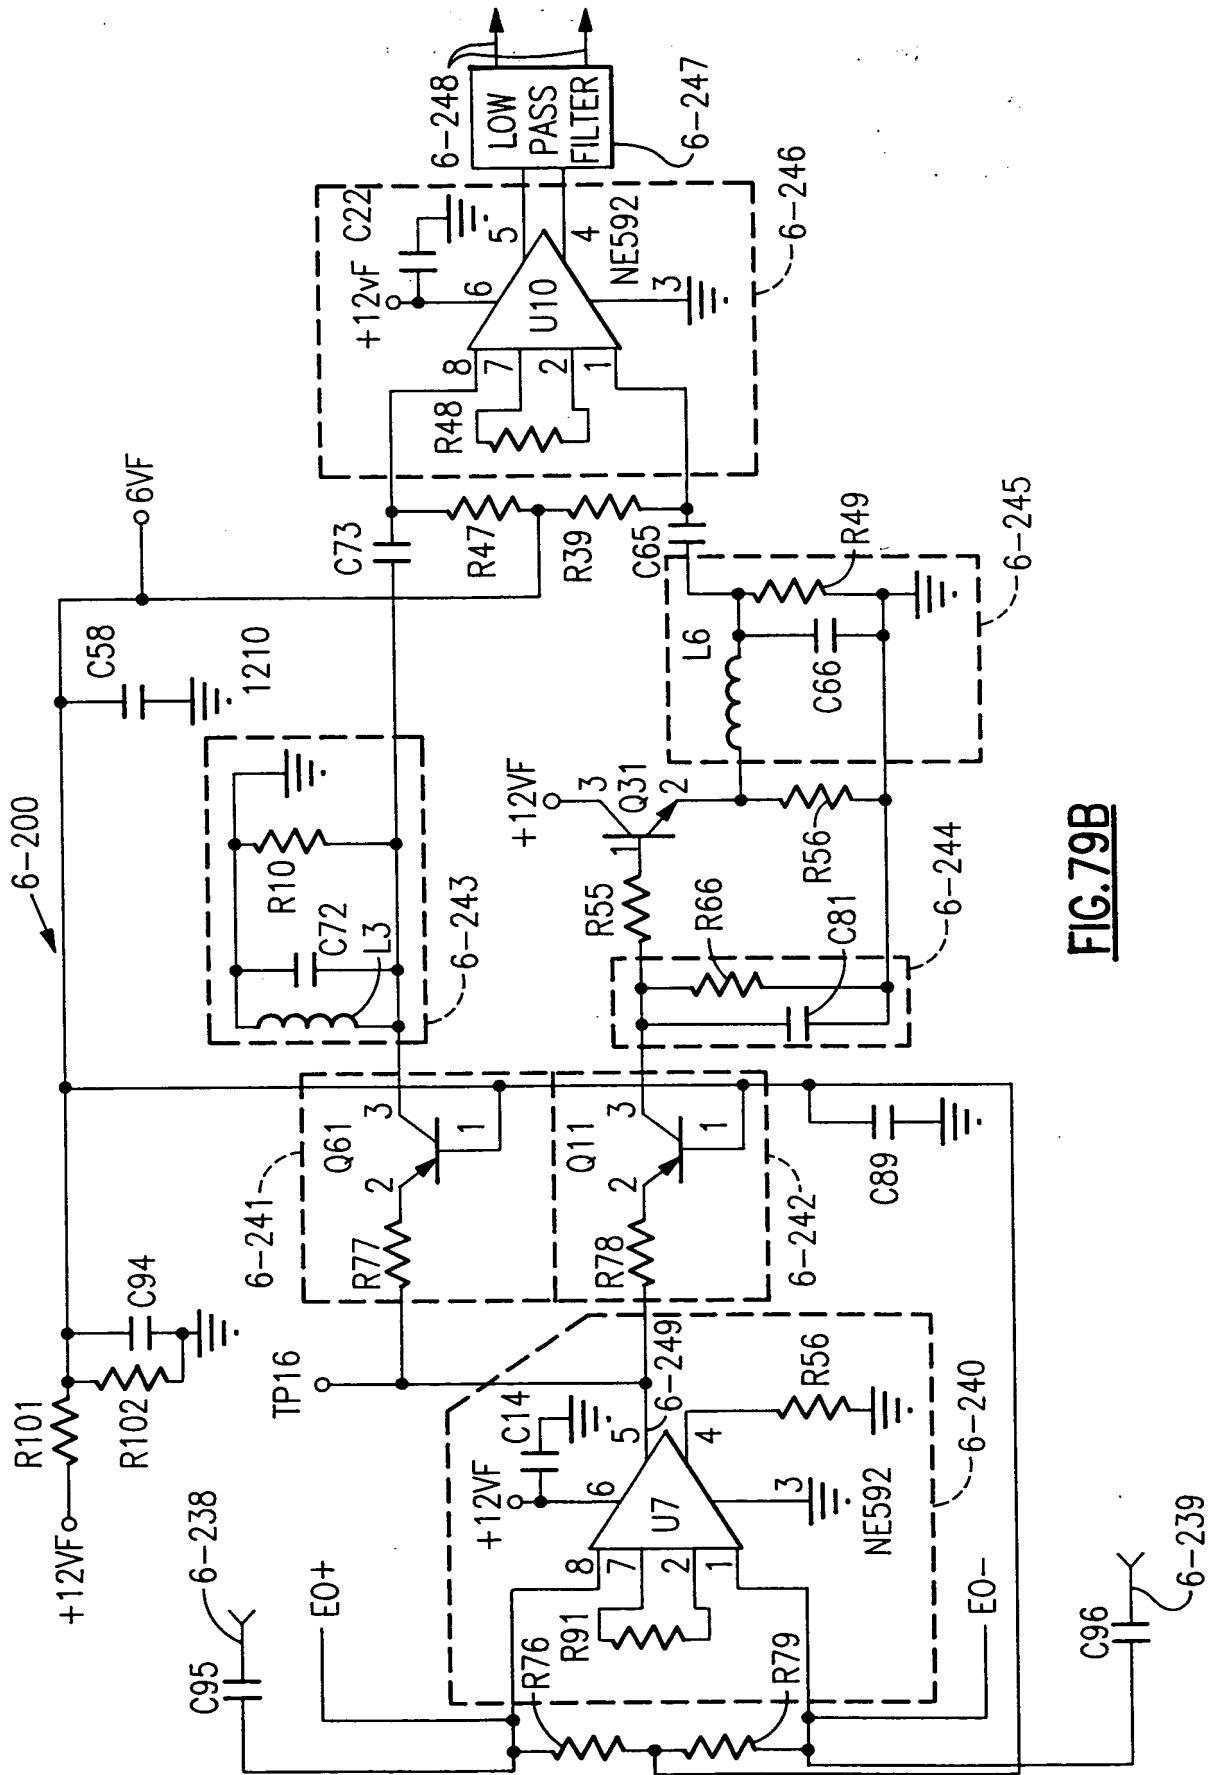 6-200
6VF
C58
1210
6-248
LOW
PASS
FILTER
6-247
+12VF
R101
R102
C94
6-238
C95
EO+
TP16
6-241
R77
2
Q61
3
1
R10
C72
L3
6-243
C73
R47
R39
C65
R48
8
7
2
1
U10
6
+12vF
C22
5
4
NE592
3
6-246
R76
R91
R79
8
7
2
1
U7
6
+12VF
C14
5
6-249
4
R56
3
NE592
6-240
R78
2
Q11
3
1
6-242
C89
R55
R66
C81
6-244
+12VF
3
1
Q31
2
R56
L6
C66
R49
6-245
EO-
C96
6-239
FIG.79B